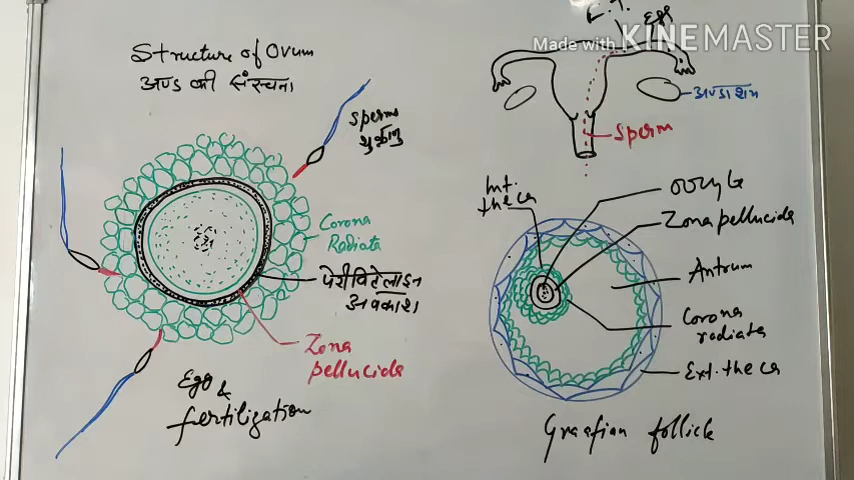 Structure of Ovum
अण्ड की संरचना
Sperm
शुक्राणु
Corona
Radiata
पेरीविटेलाइन
अवकाश
Zona
pellucida
Egg &
fertilization
F.T.
Egg
Made with KINEMASTER
अण्डाशय
Sperm
Int.
theca
oocyte
Zona pellucida
Antrum
Corona
radiata
Ext. theca
Graafian follicle